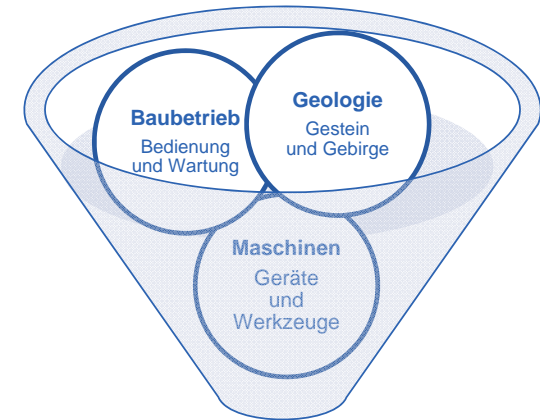 Baubetrieb
Bedienung
und Wartung
Geologie
Gestein
und Gebirge
Maschinen
Geräte
und
Werkzeuge